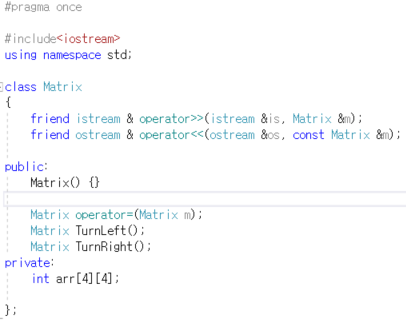 #pragma once
#include<iostream>
using namespace std;
class Matrix
{
friend istream & operator>>(istream &is, Matrix &m);
friend ostream & operator<<(ostream &os, const Matrix &m);
public:
Matrix() {}
Matrix operator=(Matrix m);
Matrix TurnLeft();
Matrix TurnRight();
private:
int arr[4][4];
};